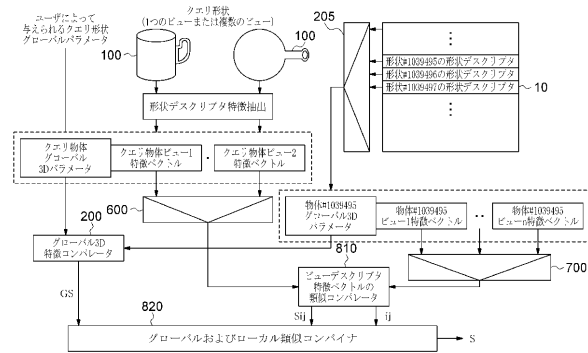 ユーザによって
与えられるクエリ形状
グローバルパラメータ
クエリ形状
(1つのビューまたは複数のビュー)
100
100
205
形状#1039495の形状デスクリプタ
形状#1039496の形状デスクリプタ
形状#1039497の形状デスクリプタ
10
形状デスクリプタ特徴抽出
クエリ物体
グローバル
3Dパラメータ
クエリ物体ビュー1
特徴ベクトル
クエリ物体ビュー2
特徴ベクトル
600
物体#1039495
グローバル3D
パラメータ
物体#1039495
ビュー1特徴ベクトル
物体#1039495
ビューn特徴ベクトル
200
グローバル3D
特徴コンパレータ
810
ビューデスクリプタ
特徴ベクトルの
類似コンパレータ
700
GS
Sij
ij
820
グローバルおよびローカル類似コンバイナ
S